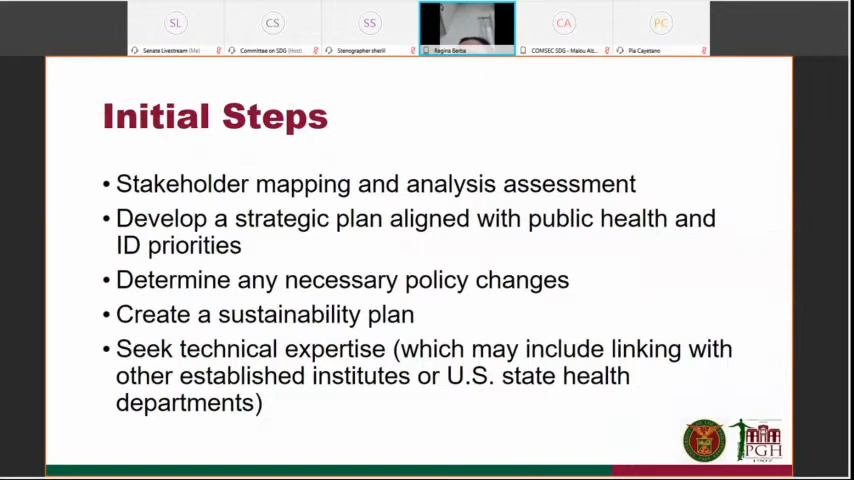 SL
CS
SS
CA
PC
Senate Livestream (Me)
Committee on SDG (Host)
Stenographer sherill
Regina Berba
COMSEC SDG - Malou Alz...
Pia Cayetano
Initial Steps
• Stakeholder mapping and analysis assessment
• Develop a strategic plan aligned with public health and
ID priorities
• Determine any necessary policy changes
• Create a sustainability plan
• Seek technical expertise (which may include linking with
other established institutes or U.S. state health
departments)
PGH